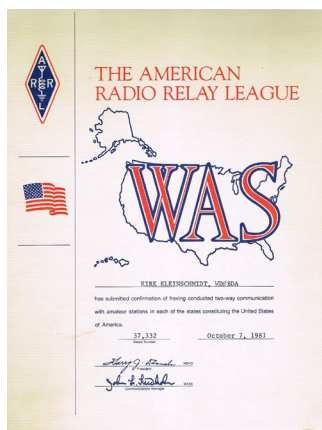 THE AMERICAN
RADIO RELAY LEAGUE
A
R R
L
WAS
KIRK KLEINSCHMIDT, WDØBDA
has submitted confirmation of having conducted two-way communication
with amateur stations in each of the states constituting the United States
of America.
37,332 October 7, 1981
Award Number
President
Communications Manager